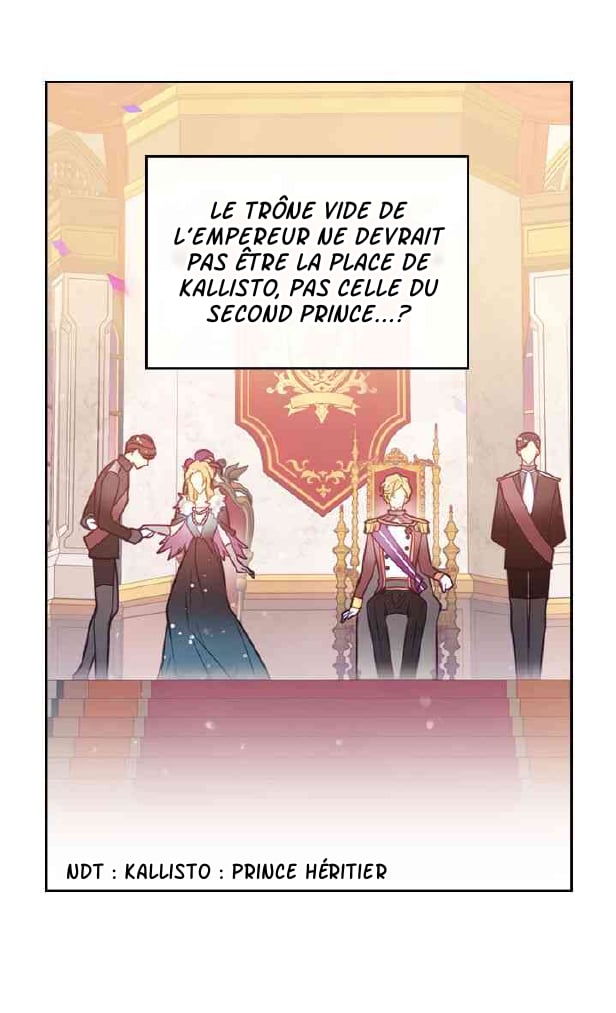 LE TRÔNE VIDE DE
L'EMPEREUR NE DEVRAIT
PAS ÊTRE LA PLACE DE
KALLISTO, PAS CELLE DU
SECOND PRINCE...?
NDT : KALLISTO : PRINCE HÉRITIER